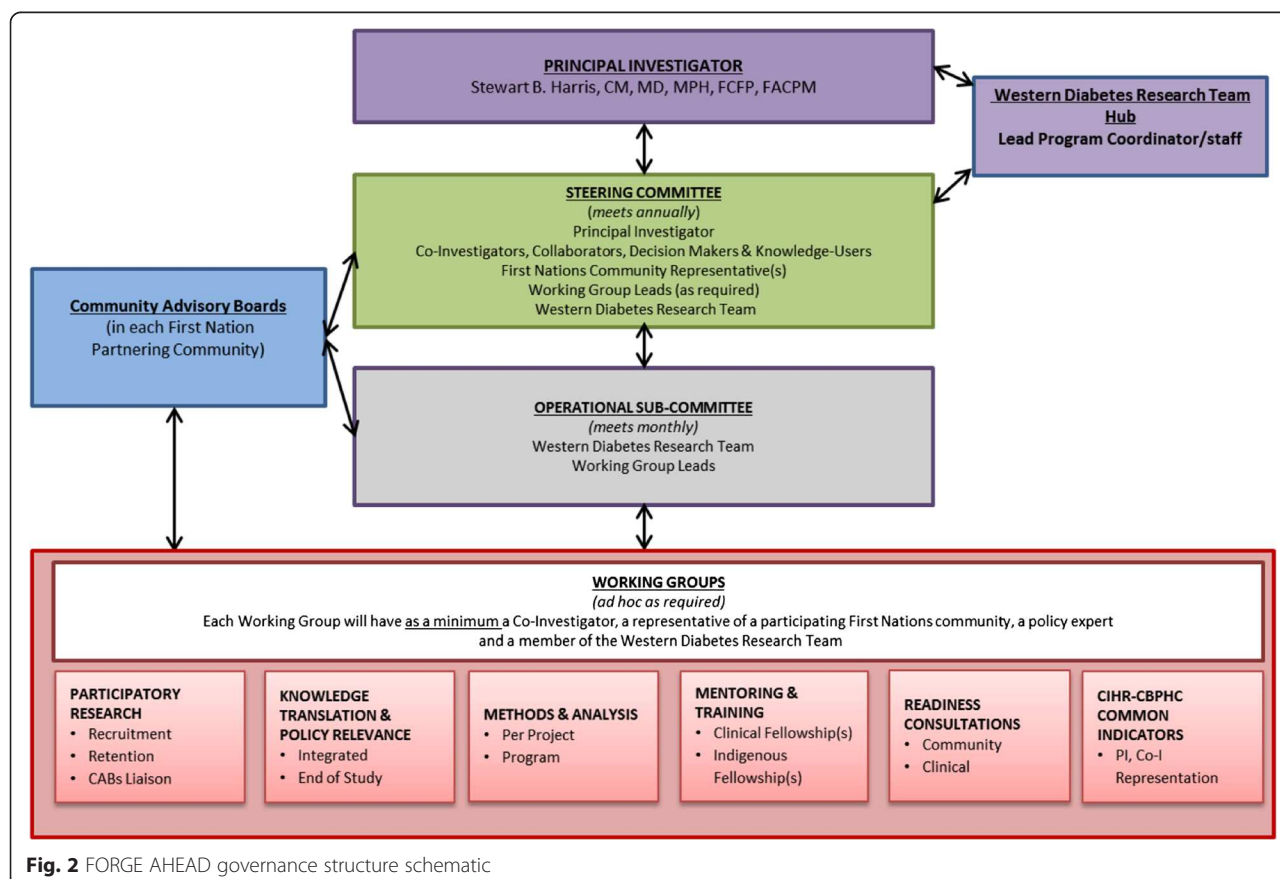 PRINCIPAL INVESTIGATOR
Stewart B. Harris, CM, MD, MPH, FCFP, FACPM
Western Diabetes Research Team
Hub
Lead Program Coordinator/staff
STEERING COMMITTEE
(meets annually)
Principal Investigator
Co-Investigators, Collaborators, Decision Makers & Knowledge-Users
First Nations Community Representative(s)
Working Group Leads (as required)
Western Diabetes Research Team
Community Advisory Boards
(in each First Nation
Partnering Community)
OPERATIONAL SUB-COMMITTEE
(meets monthly)
Western Diabetes Research Team
Working Group Leads
WORKING GROUPS
(ad hoc as required)
Each Working Group will have as a minimum a Co-Investigator, a representative of a participating First Nations community, a policy expert
and a member of the Western Diabetes Research Team
PARTICIPATORY
RESEARCH
• Recruitment
• Retention
• CABs Liaison
KNOWLEDGE
TRANSLATION &
POLICY RELEVANCE
• Integrated
• End of Study
METHODS & ANALYSIS
• Per Project
• Program
MENTORING &
TRAINING
• Clinical Fellowship(s)
• Indigenous
Fellowship(s)
READINESS
CONSULTATIONS
• Community
• Clinical
CIHR-CBPHC
COMMON
INDICATORS
• PI, Co-I
Representation
Fig. 2 FORGE AHEAD governance structure schematic